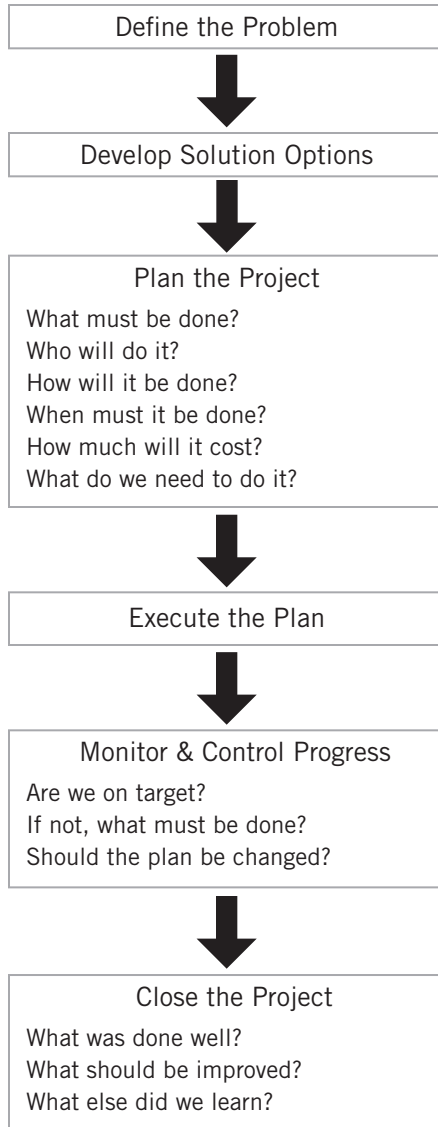 Define the Problem
Develop Solution Options
Plan the Project
What must be done?
Who will do it?
How will it be done?
When must it be done?
How much will it cost?
What do we need to do it?
Execute the Plan
Monitor & Control Progress
Are we on target?
If not, what must be done?
Should the plan be changed?
Close the Project
What was done well?
What should be improved?
What else did we learn?